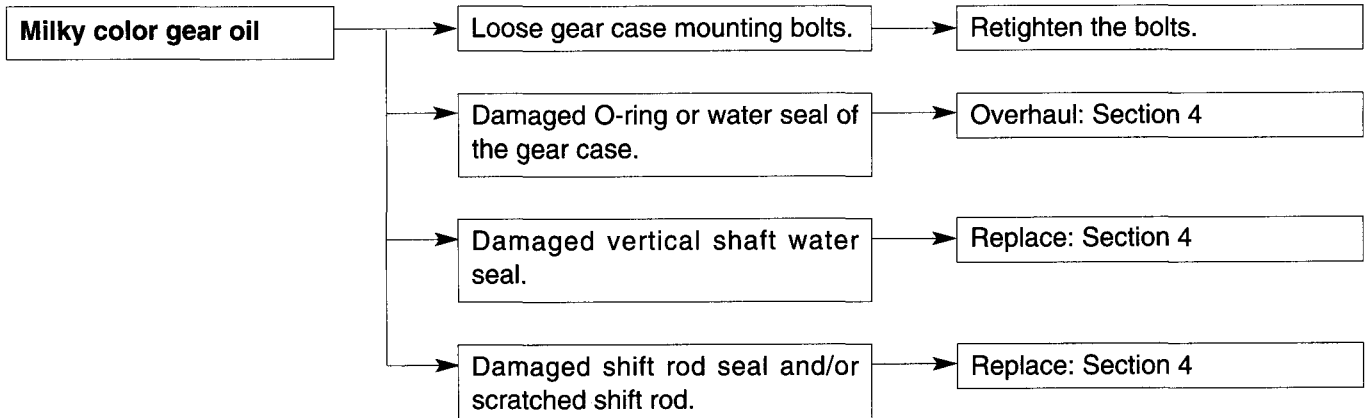 Milky color gear oil
Loose gear case mounting bolts.
Retighten the bolts.
Damaged O-ring or water seal of
the gear case.
Overhaul: Section 4
Damaged vertical shaft water
seal.
Replace: Section 4
Damaged shift rod seal and/or
scratched shift rod.
Replace: Section 4